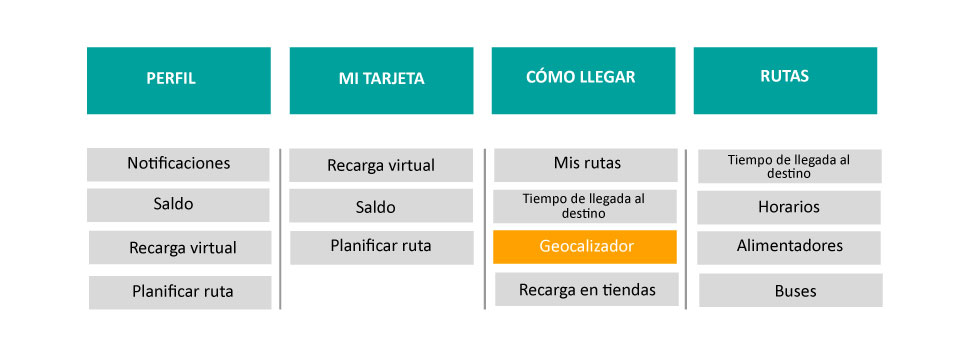 PERFIL
MI TARJETA
CÓMO LLEGAR
RUTAS
Notificaciones
Saldo
Recarga virtual
Planificar ruta
Recarga virtual
Saldo
Planificar ruta
Mis rutas
Tiempo de llegada al
destino
Geocalizador
Recarga en tiendas
Tiempo de llegada al
destino
Horarios
Alimentadores
Buses